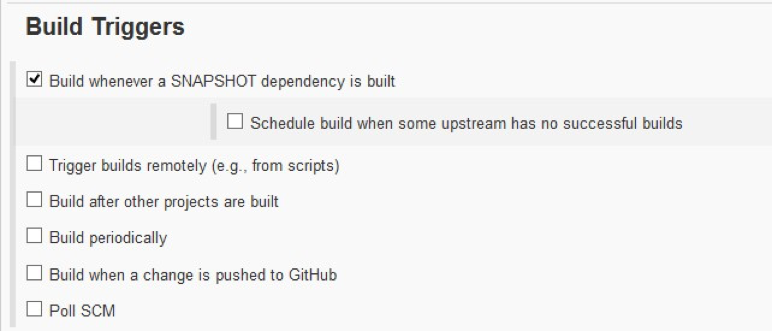 Build Triggers
Build whenever a SNAPSHOT dependency is built
Schedule build when some upstream has no successful builds
Trigger builds remotely (e.g., from scripts)
Build after other projects are built
Build periodically
Build when a change is pushed to GitHub
Poll SCM